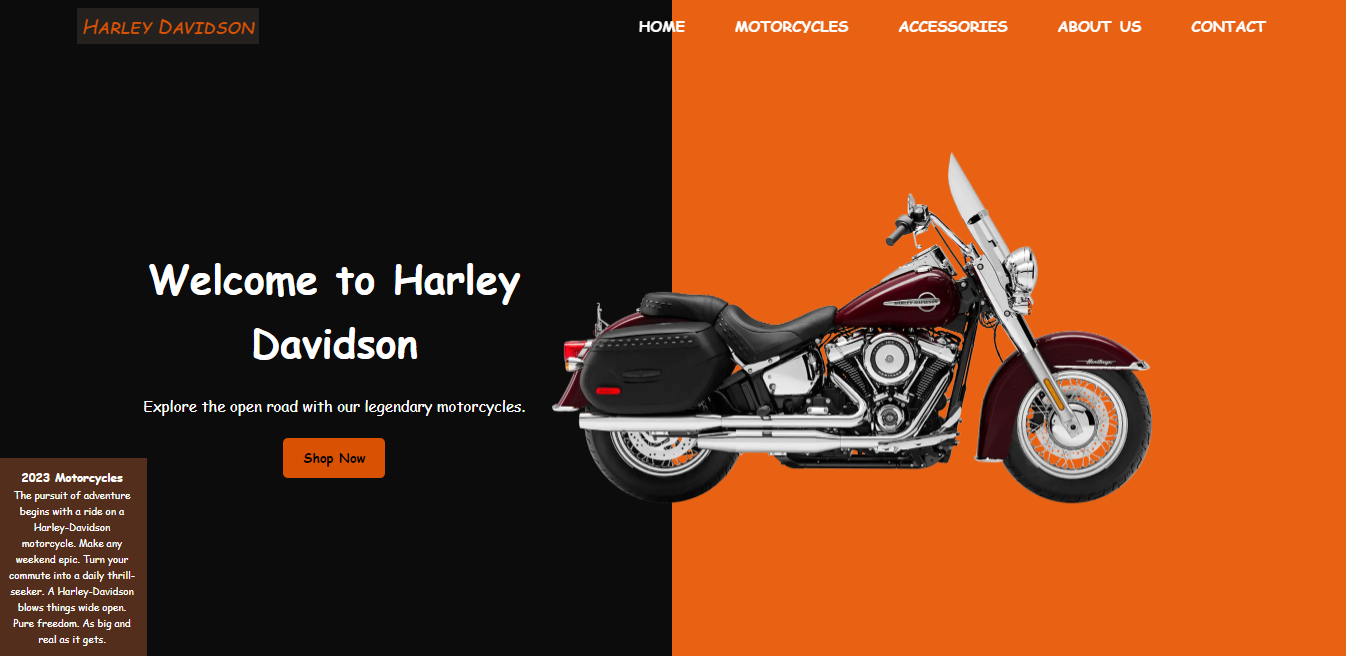 HARLEY DAVIDSON
HOME MOTORCYCLES ACCESSORIES ABOUT US CONTACT
Welcome to Harley
Davidson
Explore the open road with our legendary motorcycles.
Shop Now
2023 Motorcycles
The pursuit of adventure
begins with a ride on a
Harley-Davidson
motorcycle. Make any
weekend epic. Turn your
commute into a daily thrill-
seeker. A Harley-Davidson
blows things wide open.
Pure freedom. As big and
real as it gets.
HARLEY-DAVIDSON
Heritage